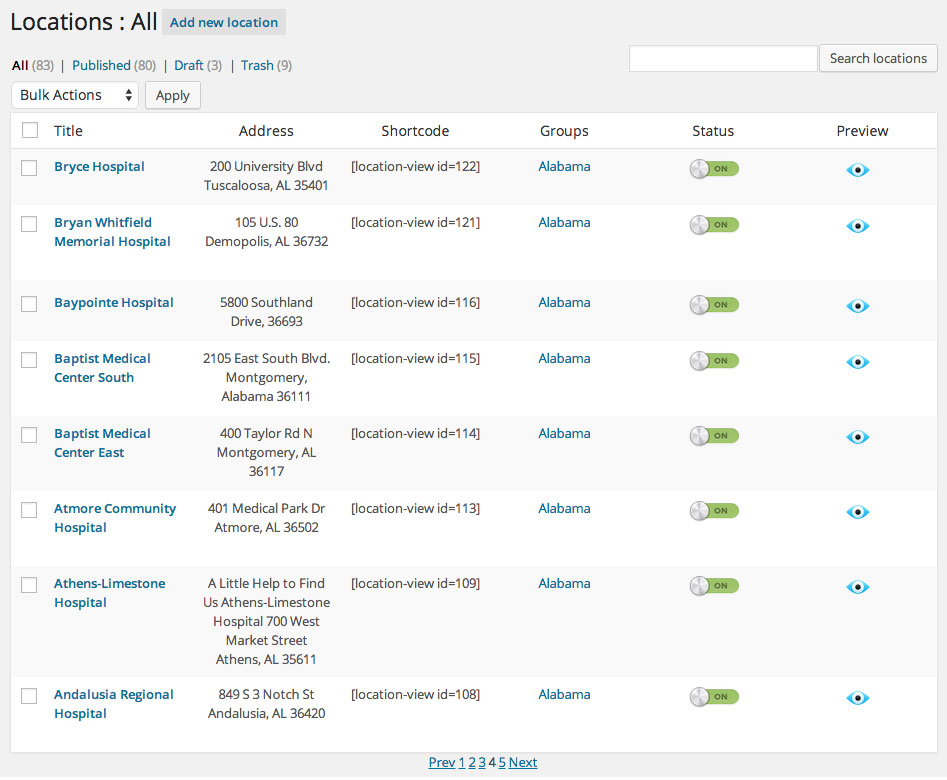 Locations : All Add new location
All (83) | Published (80) | Draft (3) | Trash (9)
Search locations
Bulk Actions Apply
Title Address Shortcode Groups Status Preview
Bryce Hospital 200 University Blvd [location-view id=122] Alabama ON
Tuscaloosa, AL 35401
Bryan Whitfield 105 U.S. 80 [location-view id=121] Alabama ON
Memorial Hospital Demopolis, AL 36732
Baypointe Hospital 5800 Southland [location-view id=116] Alabama ON
Drive, 36693
Baptist Medical 2105 East South Blvd. [location-view id=115] Alabama ON
Center South Montgomery,
Alabama 36111
Baptist Medical 400 Taylor Rd N [location-view id=114] Alabama ON
Center East Montgomery, AL
36117
Atmore Community 401 Medical Park Dr [location-view id=113] Alabama ON
Hospital Atmore, AL 36502
Athens-Limestone A Little Help to Find [location-view id=109] Alabama ON
Hospital Us Athens-Limestone
Hospital 700 West
Market Street
Athens, AL 35611
Andalusia Regional 849 S 3 Notch St [location-view id=108] Alabama ON
Hospital Andalusia, AL 36420
Prev 1 2 3 4 5 Next